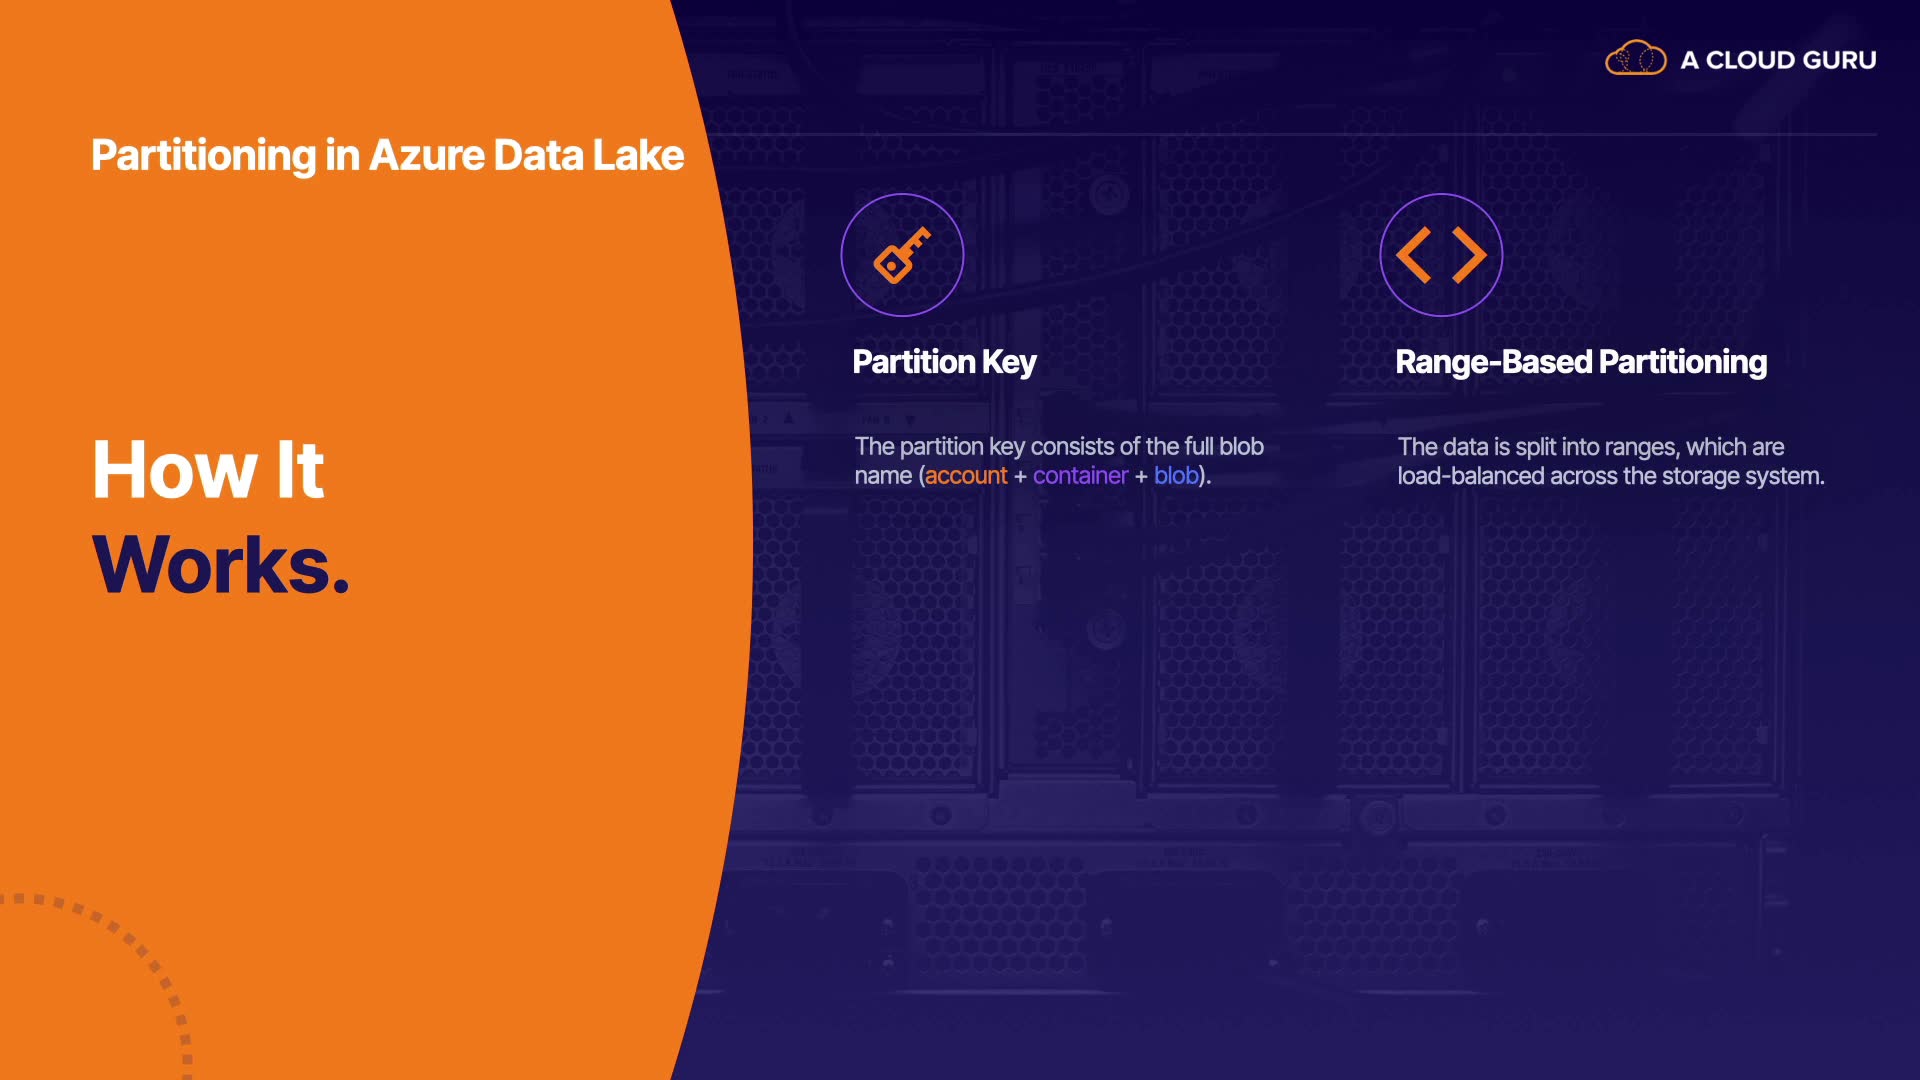 A CLOUD GURU
Partitioning in Azure Data Lake
How It
Works.
Partition Key
The partition key consists of the full blob
name (account + container + blob).
Range-Based Partitioning
The data is split into ranges, which are
load-balanced across the storage system.